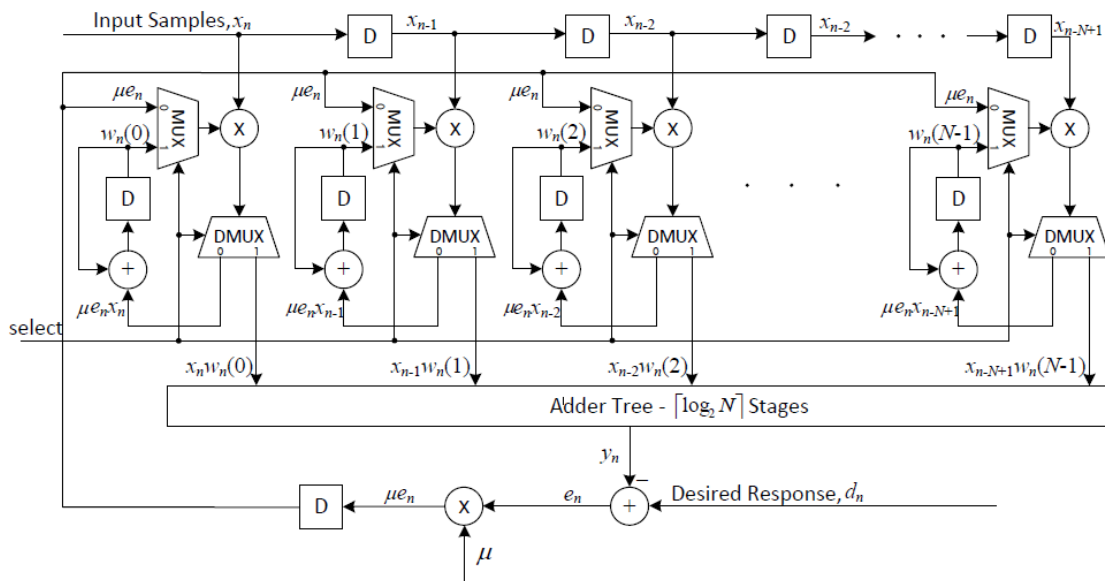 Input Samples, xₙ
D
xₙ₋₁
D
xₙ₋₂
D
xₙ₋₂
. . .
D
xₙ₋N₊₁
μeₙ
0
MUX
1
X
wₙ(0)
D
DMUX
0 1
+
μeₙxₙ
μeₙ
0
MUX
1
X
wₙ(1)
D
DMUX
0 1
+
μeₙxₙ₋₁
μeₙ
0
MUX
1
X
wₙ(2)
D
DMUX
0 1
+
μeₙxₙ₋₂
. . .
μeₙ
0
MUX
1
X
wₙ(N-1)
D
DMUX
0 1
+
μeₙxₙ₋N₊₁
select
xₙwₙ(0)
xₙ₋₁wₙ(1)
xₙ₋₂wₙ(2)
xₙ₋N₊₁wₙ(N-1)
Adder Tree - ⌈log₂ N⌉ Stages
yₙ
−
D
μeₙ
X
eₙ
+
Desired Response, dₙ
μ